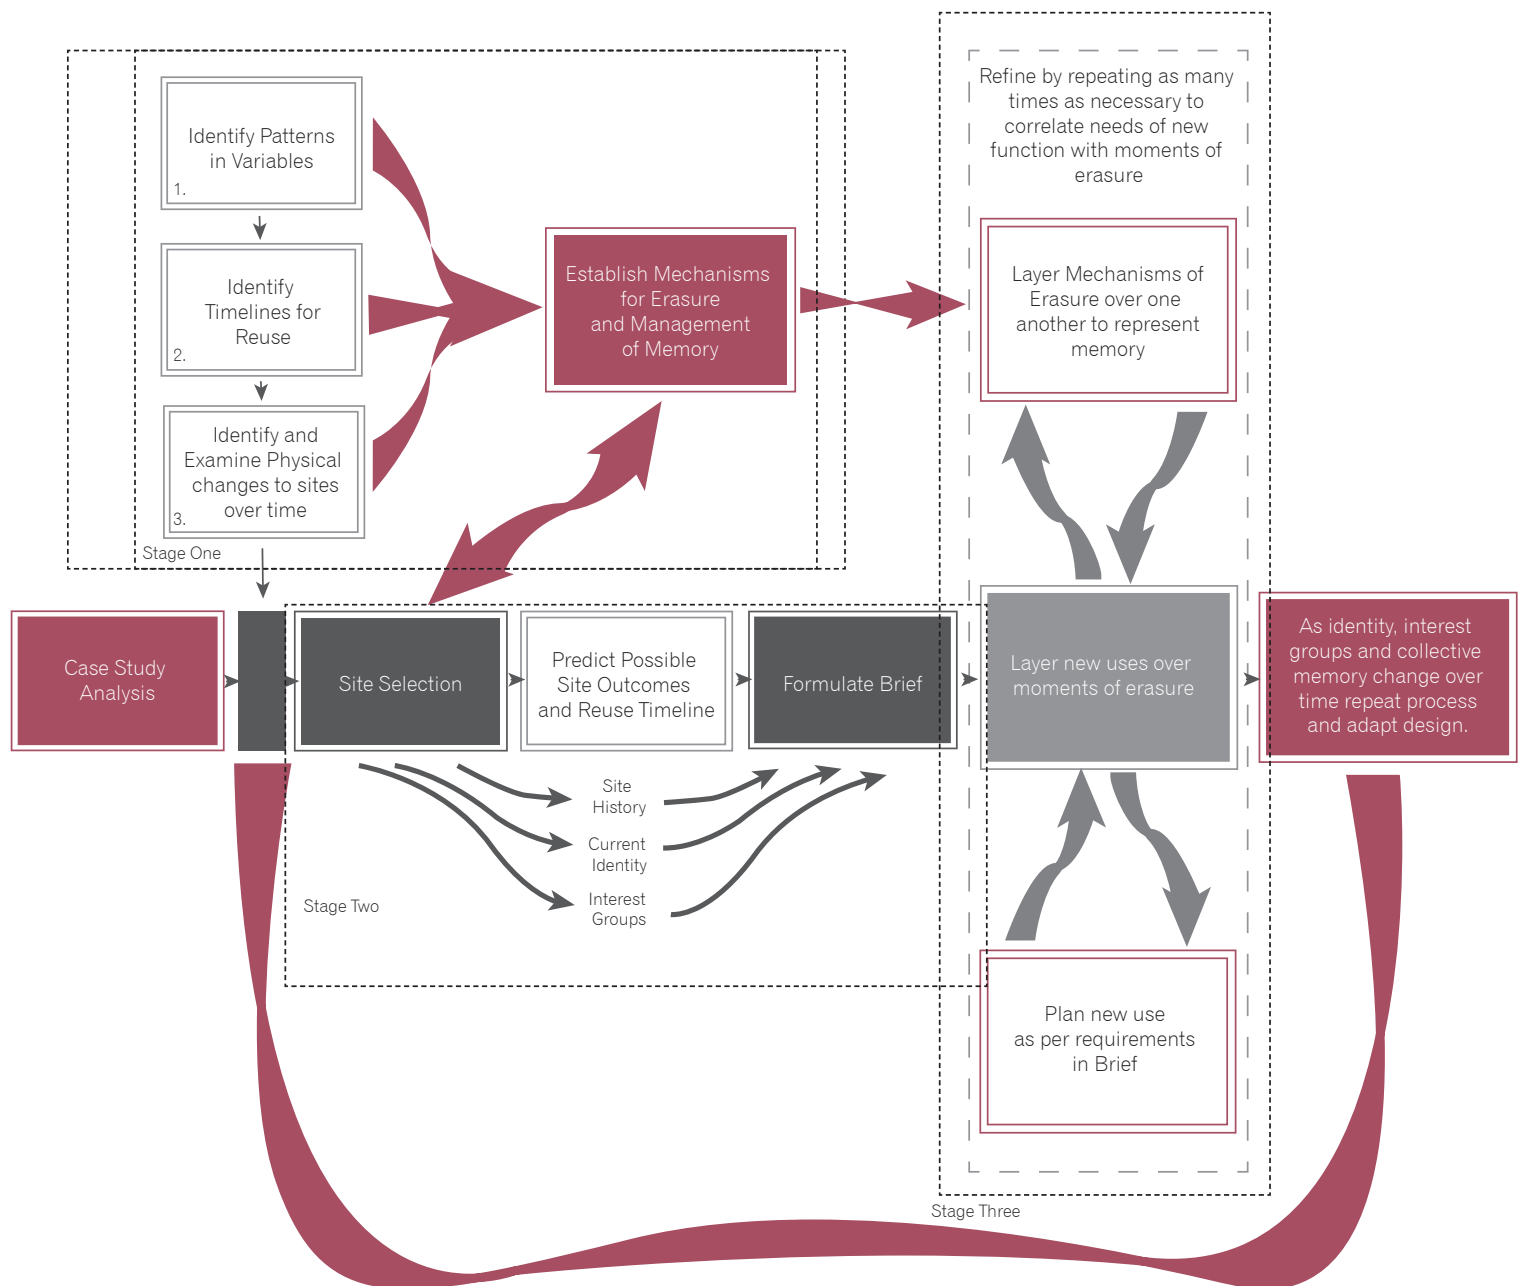 Identify Patterns
in Variables
1.
Identify
Timelines for
Reuse
2.
Identify and
Examine Physical
changes to sites
over time
3.
Stage One
Establish Mechanisms
for Erasure
and Management
of Memory
Refine by repeating as many
times as necessary to
correlate needs of new
function with moments of
erasure
Layer Mechanisms of
Erasure over one
another to represent
memory
Case Study
Analysis
Site Selection
Predict Possible
Site Outcomes
and Reuse Timeline
Formulate Brief
Layer new uses over
moments of erasure
As identity, interest
groups and collective
memory change over
time repeat process
and adapt design.
Site
History
Current
Identity
Interest
Groups
Stage Two
Plan new use
as per requirements
in Brief
Stage Three